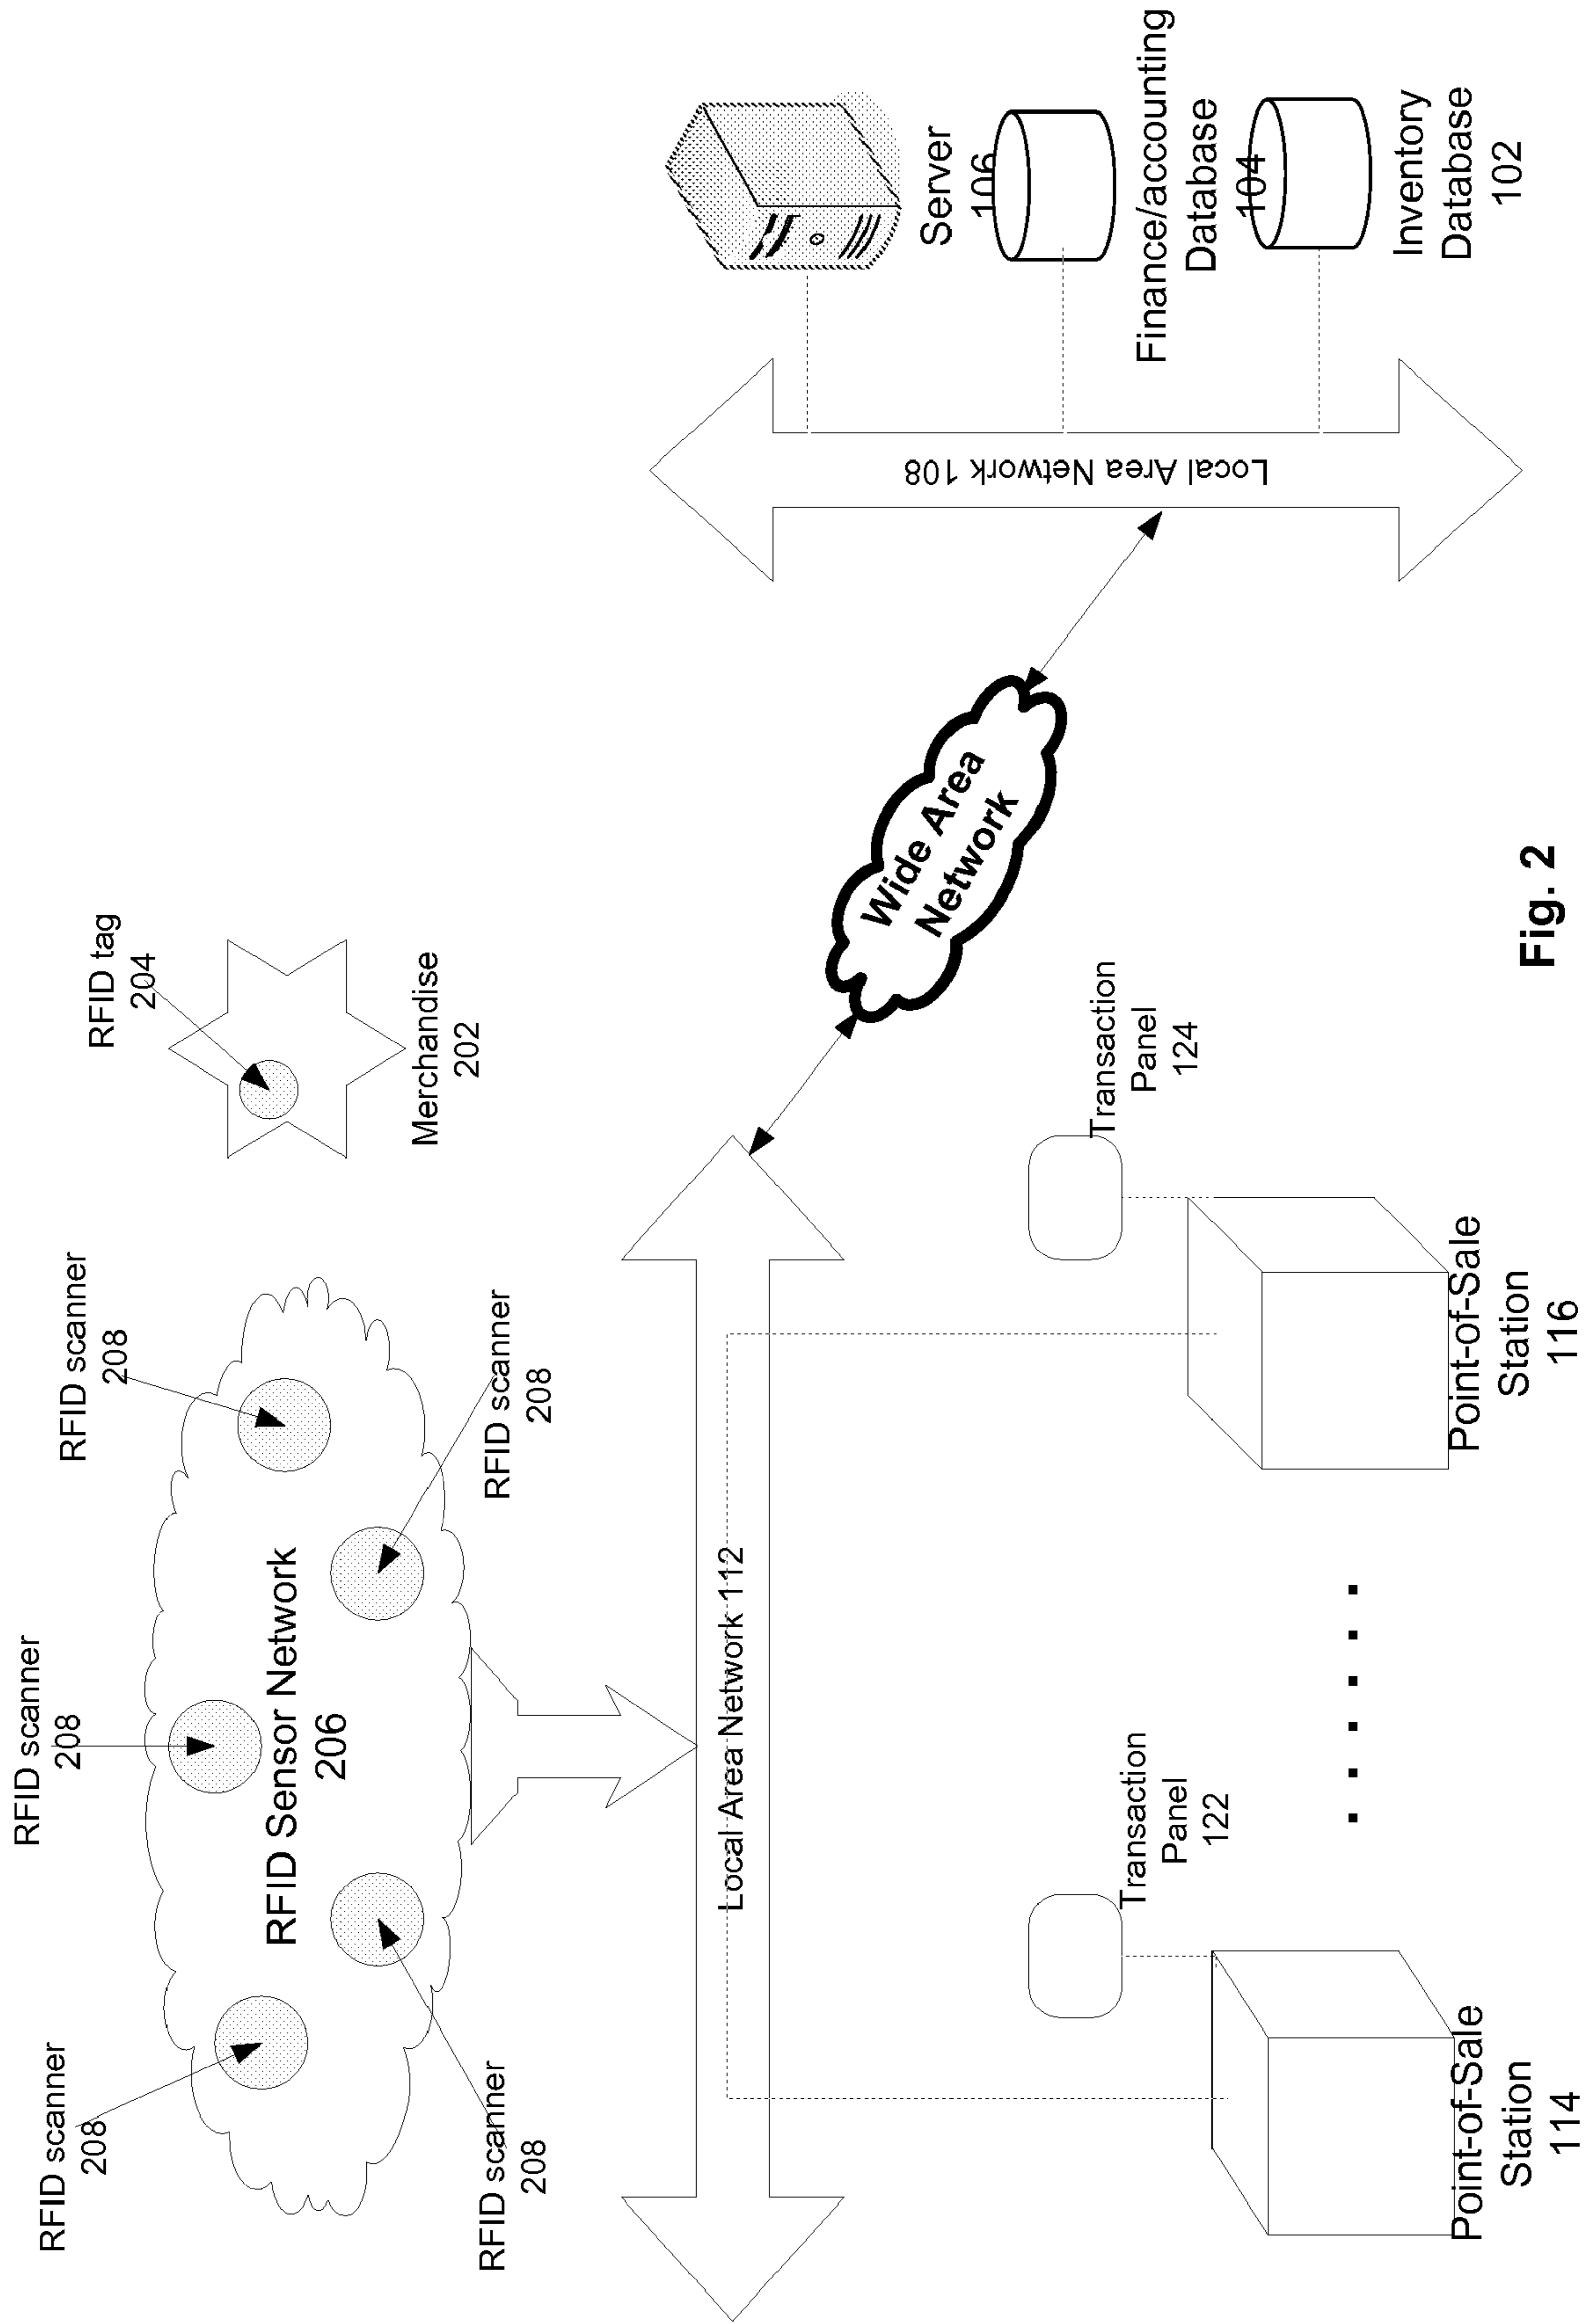 RFID scanner
208
RFID scanner
208
RFID scanner
208
RFID tag
204
RFID Sensor Network
206
Merchandise
202
RFID scanner
208
RFID scanner
208
Server
106
Local Area Network 112
Wide Area
Network
Local Area Network 108
Finance/accounting
Database
104
Transaction
Panel
122
Transaction
Panel
124
Inventory
Database
102
Point-of-Sale
Station
114
Point-of-Sale
Station
116
Fig. 2